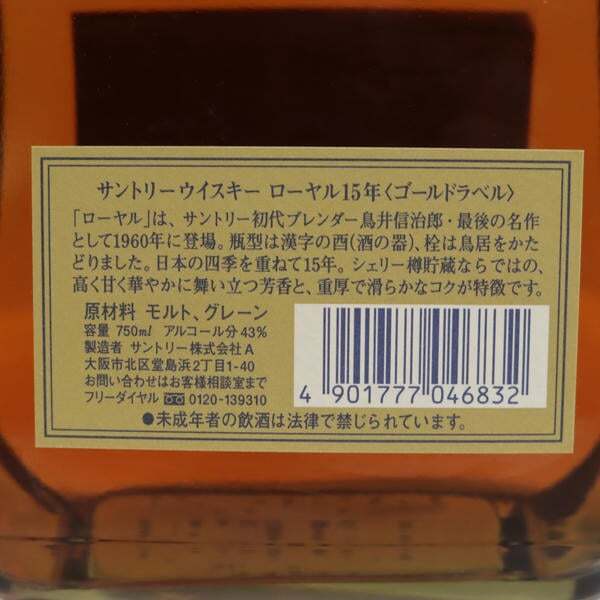 サントリーウイスキー ローヤル15年〈ゴールドラベル〉
「ローヤル」は、サントリー初代ブレンダー鳥井信治郎・最後の名作
として1960年に登場。瓶型は漢字の酉(酒の器)、栓は鳥居をかた
どりました。日本の四季を重ねて15年。シェリー樽貯蔵ならではの、
高く甘く華やかに舞い立つ芳香と、重厚で滑らかなコクが特徴です。
原材料 モルト、グレーン
容量 750ml アルコール分43%
製造者 サントリー株式会社A
大阪市北区堂島浜2丁目1-40
お問い合わせはお客様相談室まで
フリーダイヤル 0120-139310
4 901777 046832
●未成年者の飲酒は法律で禁じられています。